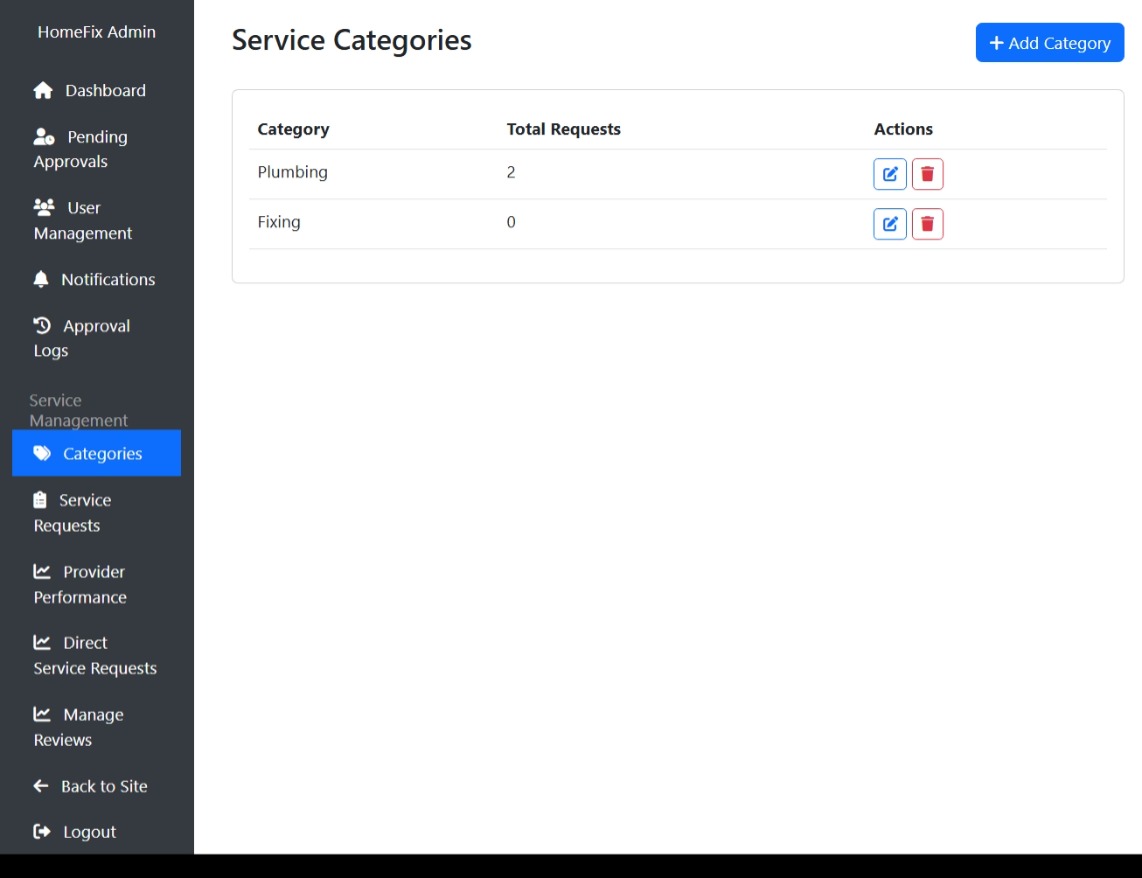 HomeFix Admin
Dashboard
Pending
Approvals
User
Management
Notifications
Approval
Logs
Service
Management
Categories
Service
Requests
Provider
Performance
Direct
Service Requests
Manage
Reviews
Back to Site
Logout
Service Categories
Add Category
Category Total Requests Actions
Plumbing 2
Fixing 0